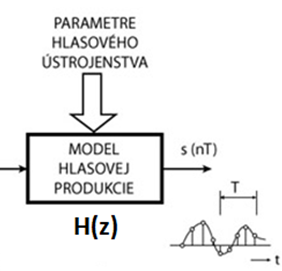 PARAMETRE
HLASOVÉHO
ÚSTROJENSTVA
MODEL
HLASOVEJ
PRODUKCIE
s (nT)
H(z)
T
t